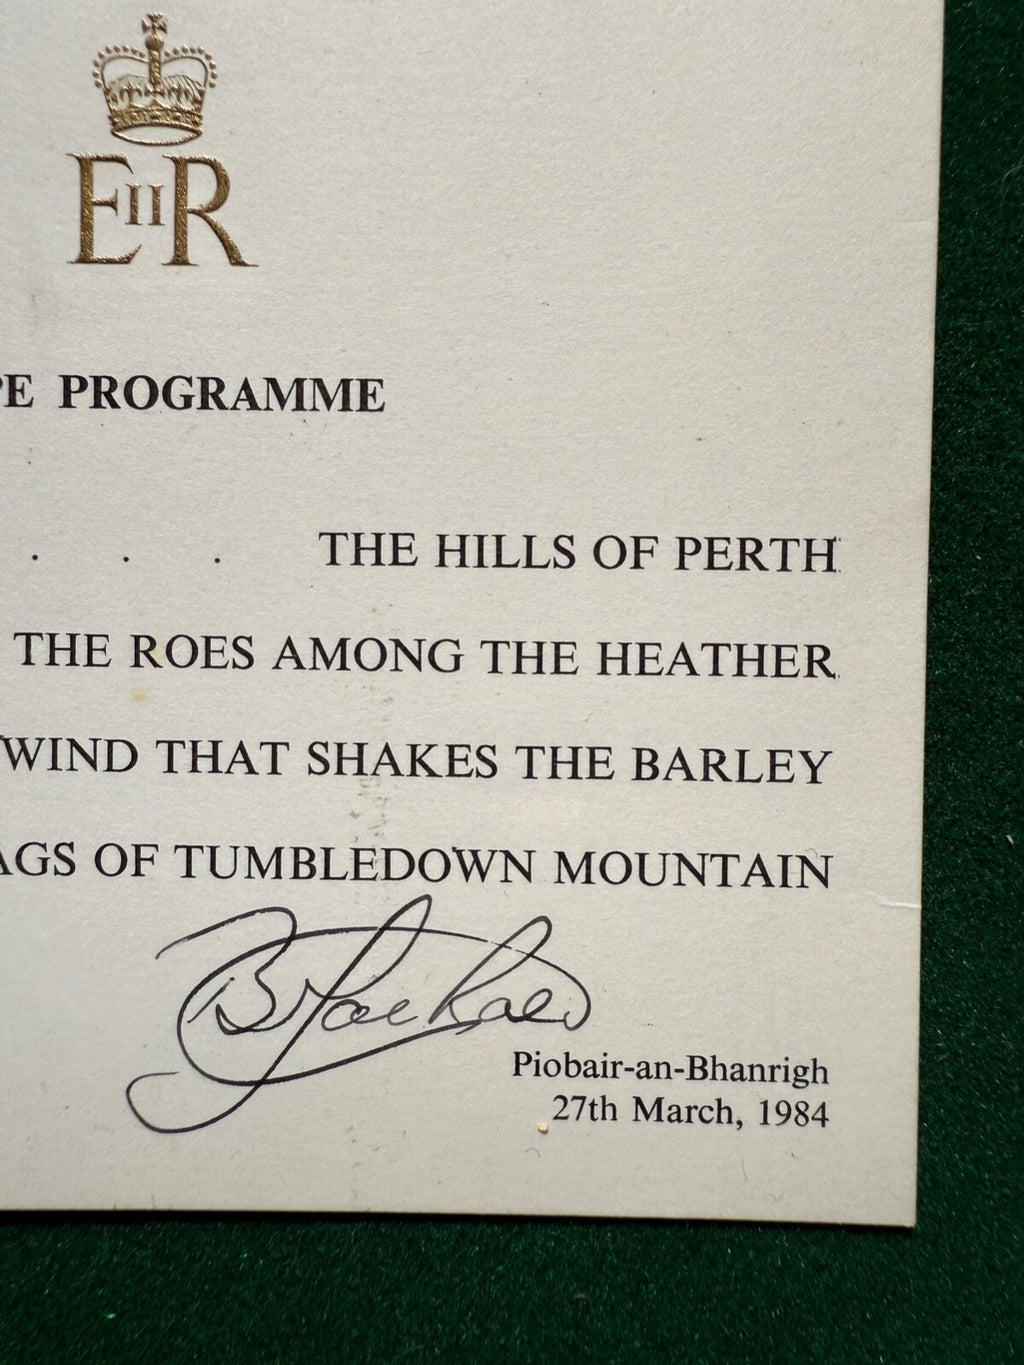 EIIR
PE PROGRAMME
. . . THE HILLS OF PERTH
THE ROES AMONG THE HEATHER
WIND THAT SHAKES THE BARLEY
AGS OF TUMBLEDOWN MOUNTAIN
Piobair-an-Bhanrigh
27th March, 1984